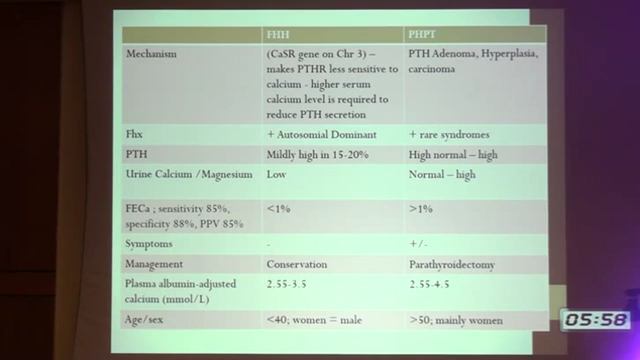 FHH PHPT
Mechanism (CaSR gene on Chr 3) – PTH Adenoma, Hyperplasia,
makes PTHR less sensitive to carcinoma
calcium - higher serum
calcium level is required to
reduce PTH secretion
Fhx + Autosomial Dominant + rare syndromes
PTH Mildly high in 15-20% High normal – high
Urine Calcium /Magnesium Low Normal – high
FECa ; sensitivity 85%, <1% >1%
specificity 88%, PPV 85%
Symptoms - +/-
Management Conservation Parathyroidectomy
Plasma albumin-adjusted 2.55-3.5 2.55-4.5
calcium (mmol/L)
Age/sex <40; women = male >50; mainly women
05:58